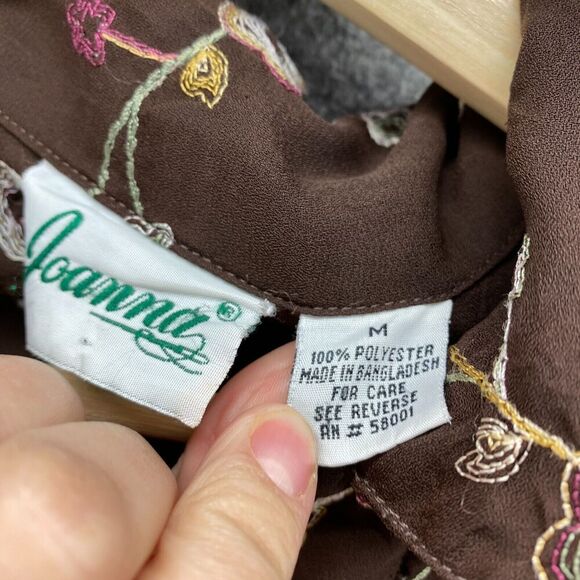 Joanna®
M
100% POLYESTER
MADE IN BANGLADESH
FOR CARE
SEE REVERSE
RN # 58001